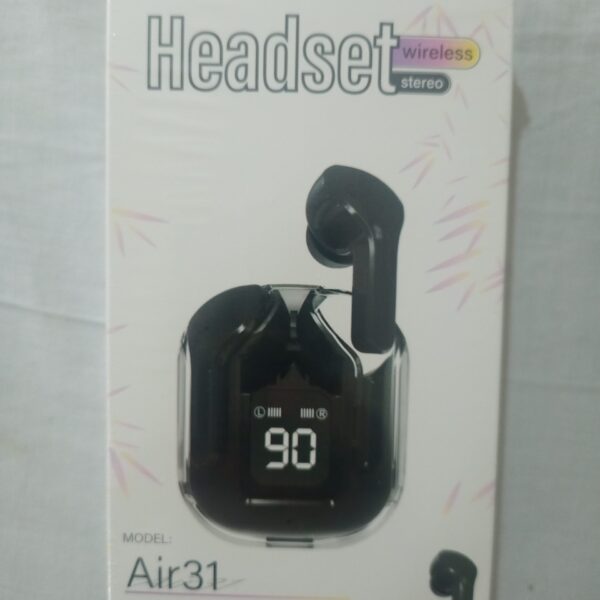 Headset wireless
stereo
L R
90
MODEL:
Air31